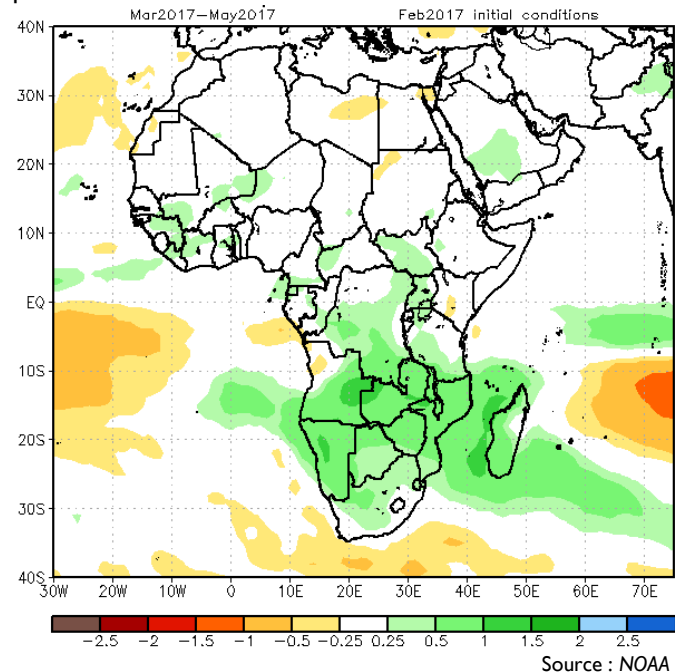 Mar2017–May2017 Feb2017 initial conditions
40N
30N
20N
10N
EQ
10S
20S
30S
40S
30W 20W 10W 0 10E 20E 30E 40E 50E 60E 70E
-2.5 -2 -1.5 -1 -0.5 -0.25 0.25 0.5 1 1.5 2 2.5
Source : NOAA